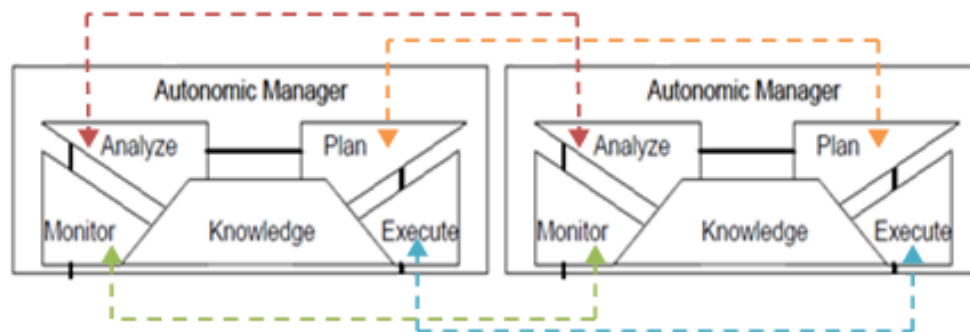 Autonomic Manager Autonomic Manager
Analyze Plan Analyze Plan
Monitor Knowledge Execute Monitor Knowledge Execute